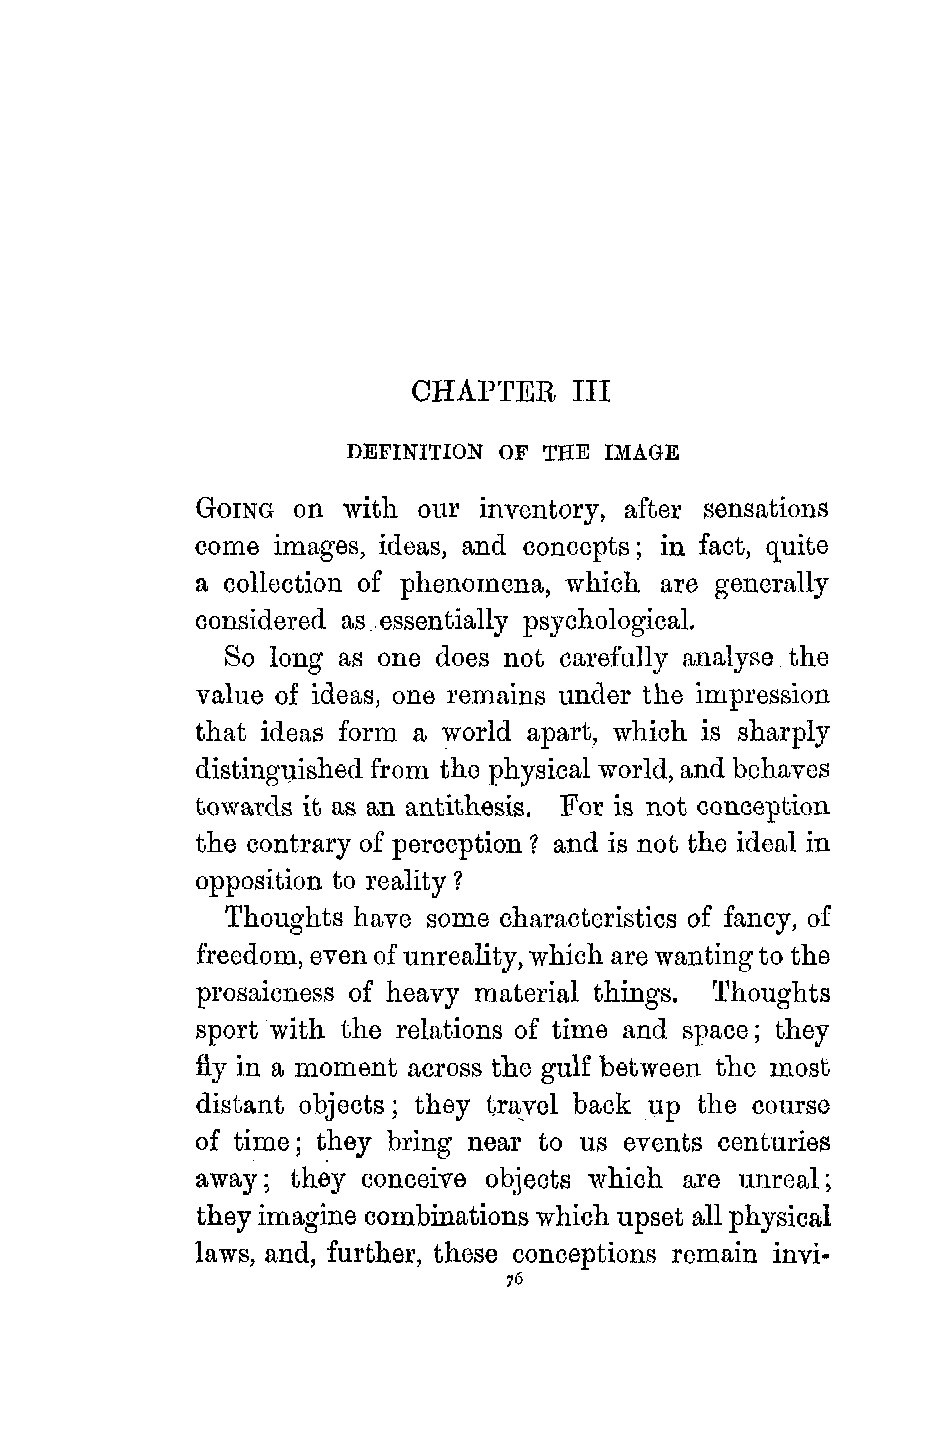 CHAPTER III
DEFINITION OF THE IMAGE
GOING on with our inventory, after sensations
come images, ideas, and concepts; in fact, quite
a collection of phenomena, which are generally
considered as essentially psychological.
So long as one does not carefully analyse the
value of ideas, one remains under the impression
that ideas form a world apart, which is sharply
distinguished from the physical world, and behaves
towards it as an antithesis. For is not conception
the contrary of perception? and is not the ideal in
opposition to reality?
Thoughts have some characteristics of fancy, of
freedom, even of unreality, which are wanting to the
prosaicness of heavy material things. Thoughts
sport with the relations of time and space; they
fly in a moment across the gulf between the most
distant objects; they travel back up the course
of time; they bring near to us events centuries
away; they conceive objects which are unreal;
they imagine combinations which upset all physical
laws, and, further, these conceptions remain invi-
76